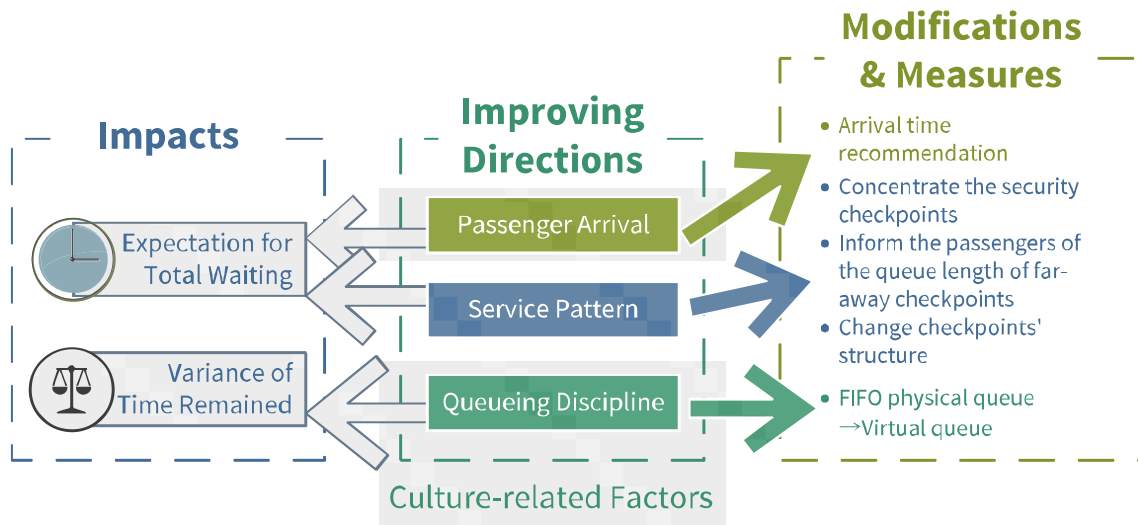 Impacts
Expectation for
Total Waiting
Variance of
Time Remained
Improving
Directions
Passenger Arrival
Service Pattern
Queueing Discipline
Culture-related Factors
Modifications
& Measures
• Arrival time
recommendation
• Concentrate the security
checkpoints
• Inform the passengers of
the queue length of far-
away checkpoints
• Change checkpoints'
structure
• FIFO physical queue
→Virtual queue